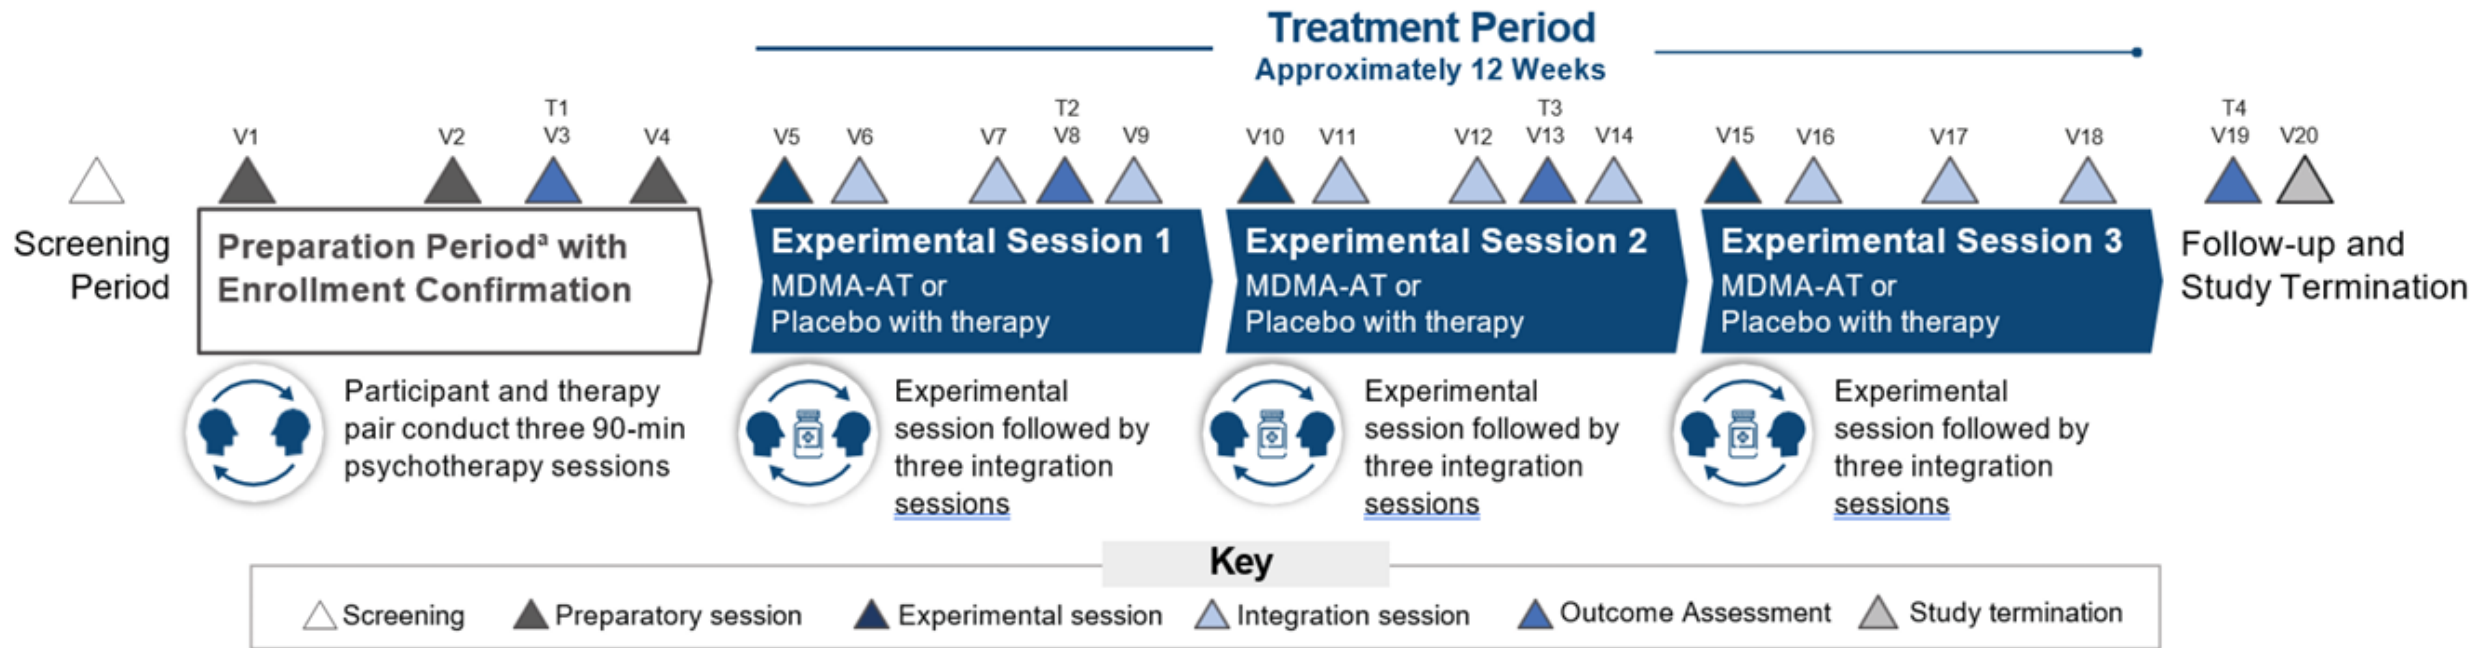 Treatment Period
Approximately 12 Weeks
T1
T2
T3
T4
V1
V2
V3
V4
V5
V6
V7
V8
V9
V10
V11
V12
V13
V14
V15
V16
V17
V18
V19
V20
Screening
Period
Preparation Periodᵃ with
Enrollment Confirmation
Experimental Session 1
MDMA-AT or
Placebo with therapy
Experimental Session 2
MDMA-AT or
Placebo with therapy
Experimental Session 3
MDMA-AT or
Placebo with therapy
Follow-up and
Study Termination
Participant and therapy
pair conduct three 90-min
psychotherapy sessions
Experimental
session followed by
three integration
sessions
Experimental
session followed by
three integration
sessions
Experimental
session followed by
three integration
sessions
Key
Screening
Preparatory session
Experimental session
Integration session
Outcome Assessment
Study termination